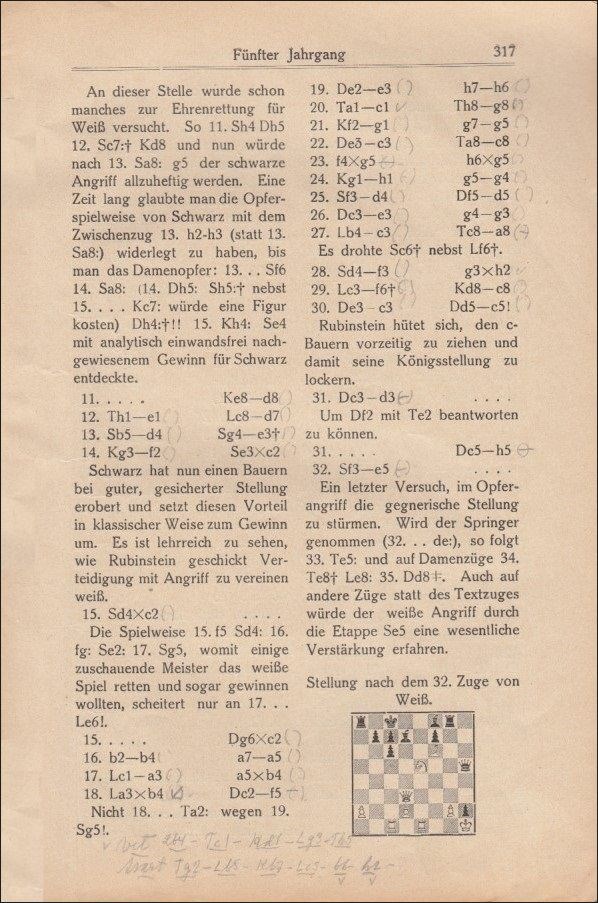 Fünfter Jahrgang 317
An dieser Stelle wurde schon
manches zur Ehrenrettung für
Weiß versucht. So 11. Sh4 Dh5
12. Sc7:† Kd8 und nun würde
nach 13. Sa8: g5 der schwarze
Angriff allzuheftig werden. Eine
Zeit lang glaubte man die Opfer-
spielweise von Schwarz mit dem
Zwischenzug 13. h2-h3 (statt 13.
Sa8:) widerlegt zu haben, bis
man das Damenopfer: 13. . . Sf6
14. Sa8: (14. Dh5: Sh5:† nebst
15. . . . Kc7: würde eine Figur
kosten) Dh4:†!! 15. Kh4: Se4
mit analytisch einwandsfrei nach-
gewiesenem Gewinn für Schwarz
entdeckte.
11. . . . . . Ke8—d8
12. Th1—e1 Lc8—d7
13. Sb5—d4 Sg4—e3†
14. Kg3—f2 Se3×c2
Schwarz hat nun einen Bauern
bei guter, gesicherter Stellung
erobert und setzt diesen Vorteil
in klassischer Weise zum Gewinn
um. Es ist lehrreich zu sehen,
wie Rubinstein geschickt Ver-
teidigung mit Angriff zu vereinen
weiß.
15. Sd4×c2 . . . .
Die Spielweise 15. f5 Sd4: 16.
fg: Se2: 17. Sg5, womit einige
zuschauende Meister das weiße
Spiel retten und sogar gewinnen
wollten, scheitert nur an 17. . .
Le6!.
15. . . . . Dg6×c2
16. b2—b4 a7—a5
17. Lc1—a3 a5×b4
18. La3×b4 Dc2—f5
Nicht 18. . . Ta2: wegen 19.
Sg5!.
19. De2—e3 h7—h6
20. Ta1—c1 Th8—g8
21. Kf2—g1 g7—g5
22. De3—c3 Ta8—c8
23. f4×g5 h6×g5
24. Kg1—h1 g5—g4
25. Sf3—d4 Df5—d5
26. Dc3—e3 g4—g3
27. Lb4—c3 Tc8—a8
Es drohte Sc6† nebst Lf6†.
28. Sd4—f3 g3×h2
29. Lc3—f6† Kd8—c8
30. De3—c3 Dd5—c5!
Rubinstein hütet sich, den c-
Bauern vorzeitig zu ziehen und
damit seine Königsstellung zu
lockern.
31. Dc3—d3 . . . .
Um Df2 mit Te2 beantworten
zu können.
31. . . . . Dc5—h5
32. Sf3—e5 . . . .
Ein letzter Versuch, im Opfer-
angriff die gegnerische Stellung
zu stürmen. Wird der Springer
genommen (32. . . de:), so folgt
33. Te5: und auf Damenzüge 34.
Te8† Le8: 35. Dd8‡. Auch auf
andere Züge statt des Textzuges
würde der weiße Angriff durch
die Etappe Se5 eine wesentliche
Verstärkung erfahren.
Stellung nach dem 32. Zuge von
Weiß.